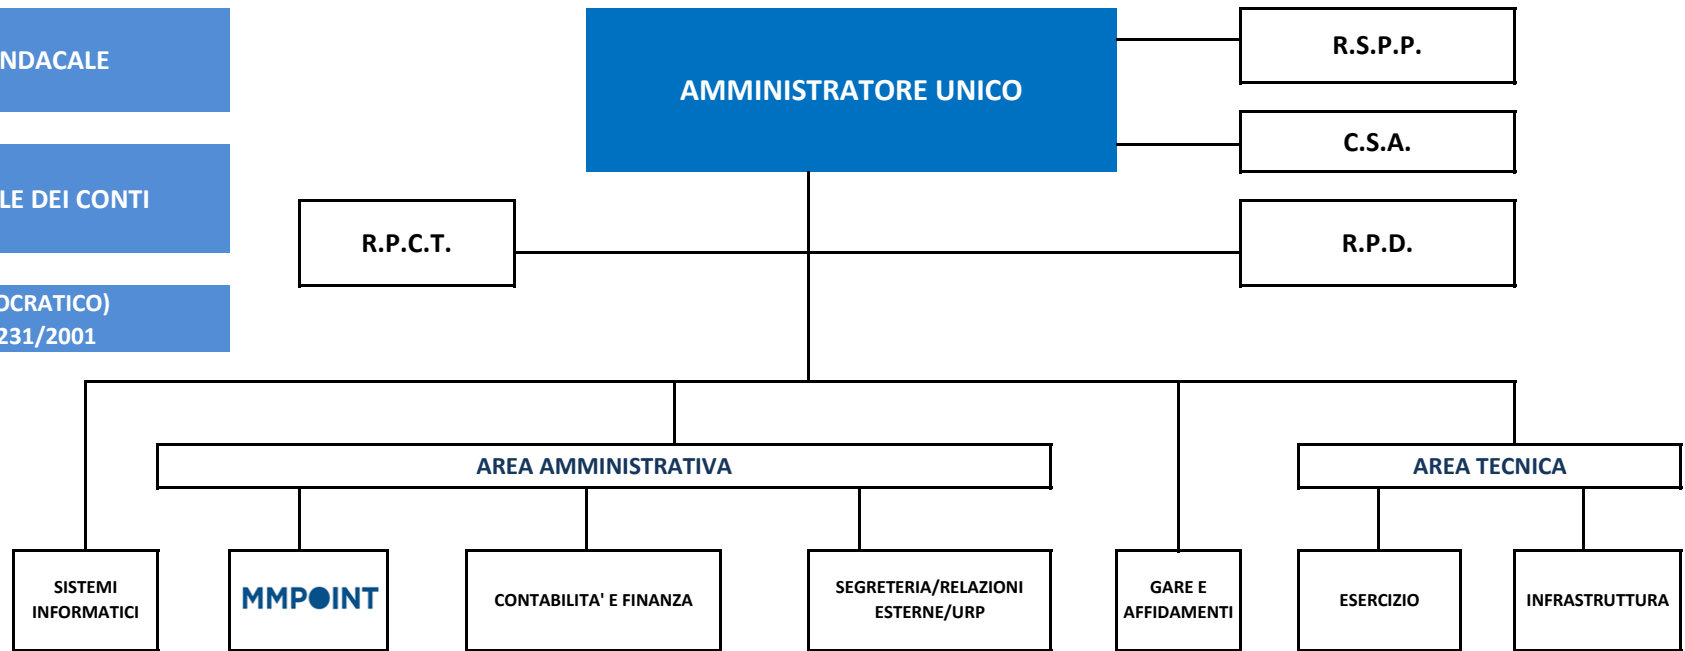 NDACALE
AMMINISTRATORE UNICO
R.S.P.P.
C.S.A.
LE DEI CONTI
R.P.C.T.
R.P.D.
OCRATICO)
231/2001
AREA AMMINISTRATIVA
AREA TECNICA
SISTEMI
INFORMATICI
MMPOINT
CONTABILITA' E FINANZA
SEGRETERIA/RELAZIONI
ESTERNE/URP
GARE E
AFFIDAMENTI
ESERCIZIO
INFRASTRUTTURA